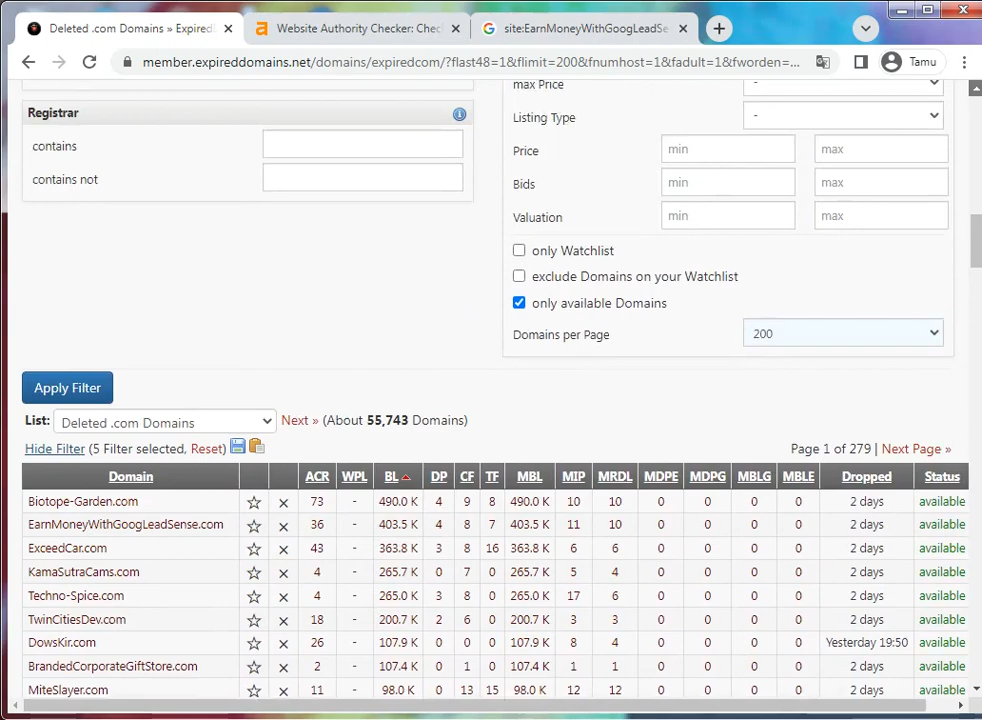 Deleted .com Domains » Expired
Website Authority Checker: Chec
site:EarnMoneyWithGoogLeadSe
member.expireddomains.net/domains/expiredcom/?flast48=1&flimit=200&fnumhost=1&fadult=1&fworden=...
Tamu
max Price -
Registrar
Listing Type -
contains
Price min max
contains not
Bids min max
Valuation min max
only Watchlist
exclude Domains on your Watchlist
only available Domains
Domains per Page 200
Apply Filter
List: Deleted .com Domains Next » (About 55,743 Domains)
Hide Filter (5 Filter selected, Reset) Page 1 of 279 | Next Page »
Domain ACR WPL BL DP CF TF MBL MIP MRDL MDPE MDPG MBLG MBLE Dropped Status
Biotope-Garden.com 73 - 490.0 K 4 9 8 490.0 K 10 10 0 0 0 0 2 days available
EarnMoneyWithGoogLeadSense.com 36 - 403.5 K 4 8 7 403.5 K 11 10 0 0 0 0 2 days available
ExceedCar.com 43 - 363.8 K 3 8 16 363.8 K 6 6 0 0 0 0 2 days available
KamaSutraCams.com 4 - 265.7 K 0 7 0 265.7 K 5 4 0 0 0 0 2 days available
Techno-Spice.com 4 - 265.0 K 3 8 0 265.0 K 17 6 0 0 0 0 2 days available
TwinCitiesDev.com 18 - 200.7 K 2 6 0 200.7 K 3 3 0 0 0 0 2 days available
DowsKir.com 26 - 107.9 K 0 0 0 107.9 K 8 4 0 0 0 0 Yesterday 19:50 available
BrandedCorporateGiftStore.com 2 - 107.4 K 0 1 0 107.4 K 1 1 0 0 0 0 2 days available
MiteSlayer.com 11 - 98.0 K 0 13 15 98.0 K 12 12 0 0 0 0 2 days available